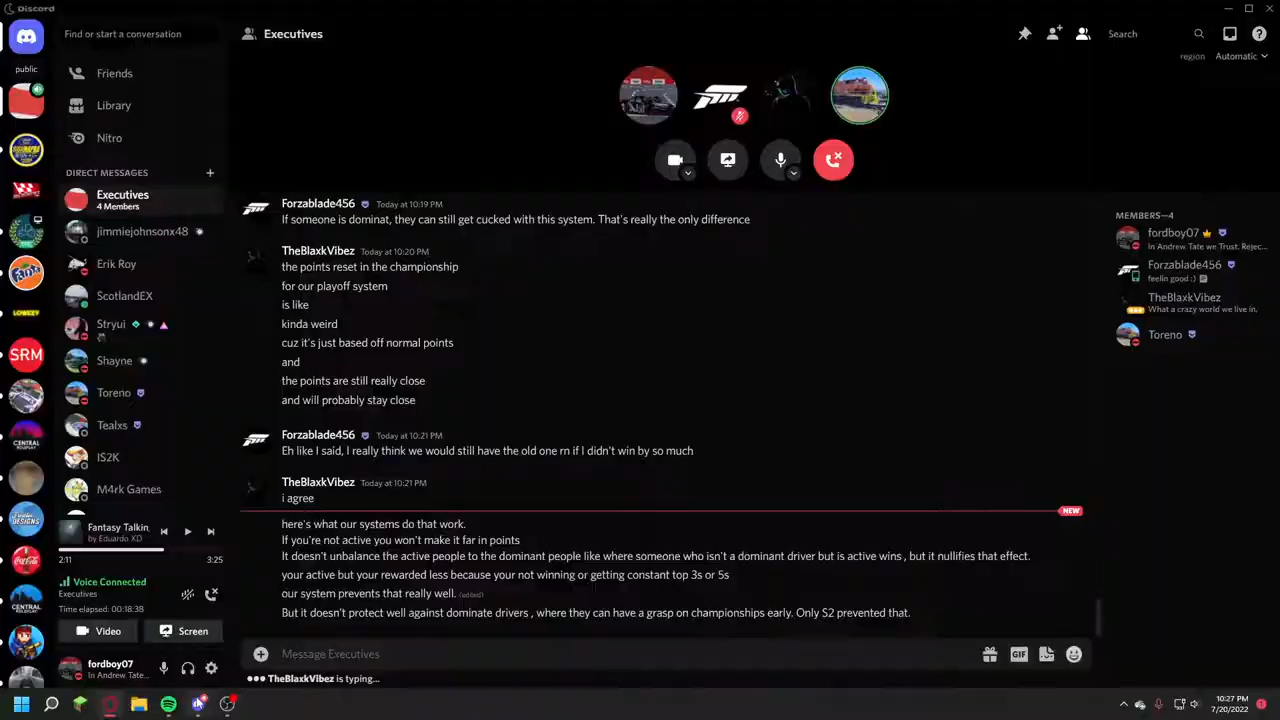 Discord
Find or start a conversation
Executives
Search
region
Automatic
public
Friends
Library
Nitro
DIRECT MESSAGES
Executives
4 Members
jimmiejohnsonx48
Erik Roy
ScotlandEX
Stryui
Shayne
Toreno
Tealxs
IS2K
M4rk Games
Fantasy Talkin
by Eduardo XD
2:11
3:25
Voice Connected
Executives
Time elapsed: 00:18:38
Video
Screen
fordboy07
In Andrew Tate...
Forzablade456 Today at 10:19 PM
If someone is dominat, they can still get cucked with this system. That's really the only difference
TheBlaxkVibez Today at 10:20 PM
the points reset in the championship
for our playoff system
is like
kinda weird
cuz it's just based off normal points
and
the points are still really close
and will probably stay close
Forzablade456 Today at 10:21 PM
Eh like I said, I really think we would still have the old one rn if I didn't win by so much
TheBlaxkVibez Today at 10:21 PM
i agree
NEW
here's what our systems do that work.
If you're not active you won't make it far in points
It doesn't unbalance the active people to the dominant people like where someone who isn't a dominant driver but is active wins , but it nullifies that effect.
your active but your rewarded less because your not winning or getting constant top 3s or 5s
our system prevents that really well. (edited)
But it doesn't protect well against dominate drivers , where they can have a grasp on championships early. Only S2 prevented that.
Message Executives
GIF
TheBlaxkVibez is typing...
MEMBERS—4
fordboy07
In Andrew Tate we Trust. Rejec...
Forzablade456
feelin good :)
TheBlaxkVibez
What a crazy world we live in.
Toreno
LOWEZY
SRM
CENTRAL
Fanta
DESIGNS
Coca-Cola
CENTRAL
10:27 PM
7/20/2022
1